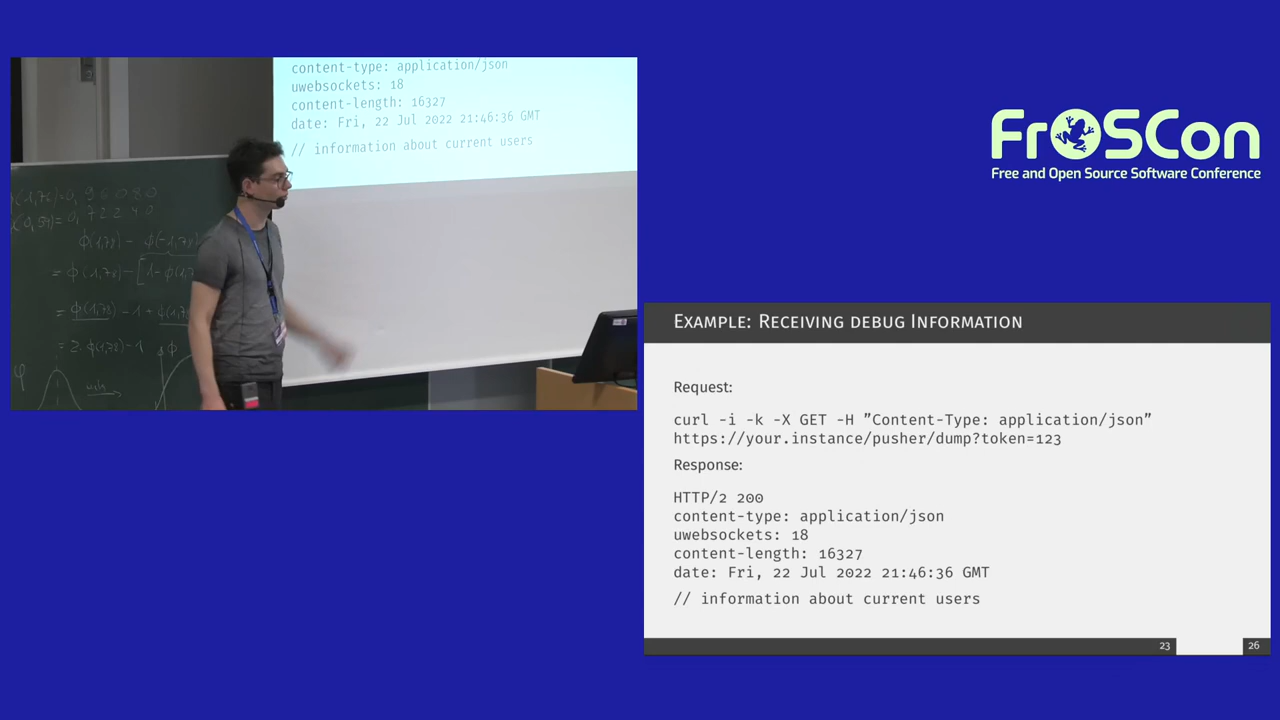 content-type: application/json
uwebsockets: 18
content-length: 16327
date: Fri, 22 Jul 2022 21:46:36 GMT
// information about current users
FrOSCon
Free and Open Source Software Conference
Example: Receiving debug Information
Request:
curl -i -k -X GET -H ”Content-Type: application/json”
https://your.instance/pusher/dump?token=123
Response:
HTTP/2 200
content-type: application/json
uwebsockets: 18
content-length: 16327
date: Fri, 22 Jul 2022 21:46:36 GMT
// information about current users
23
26